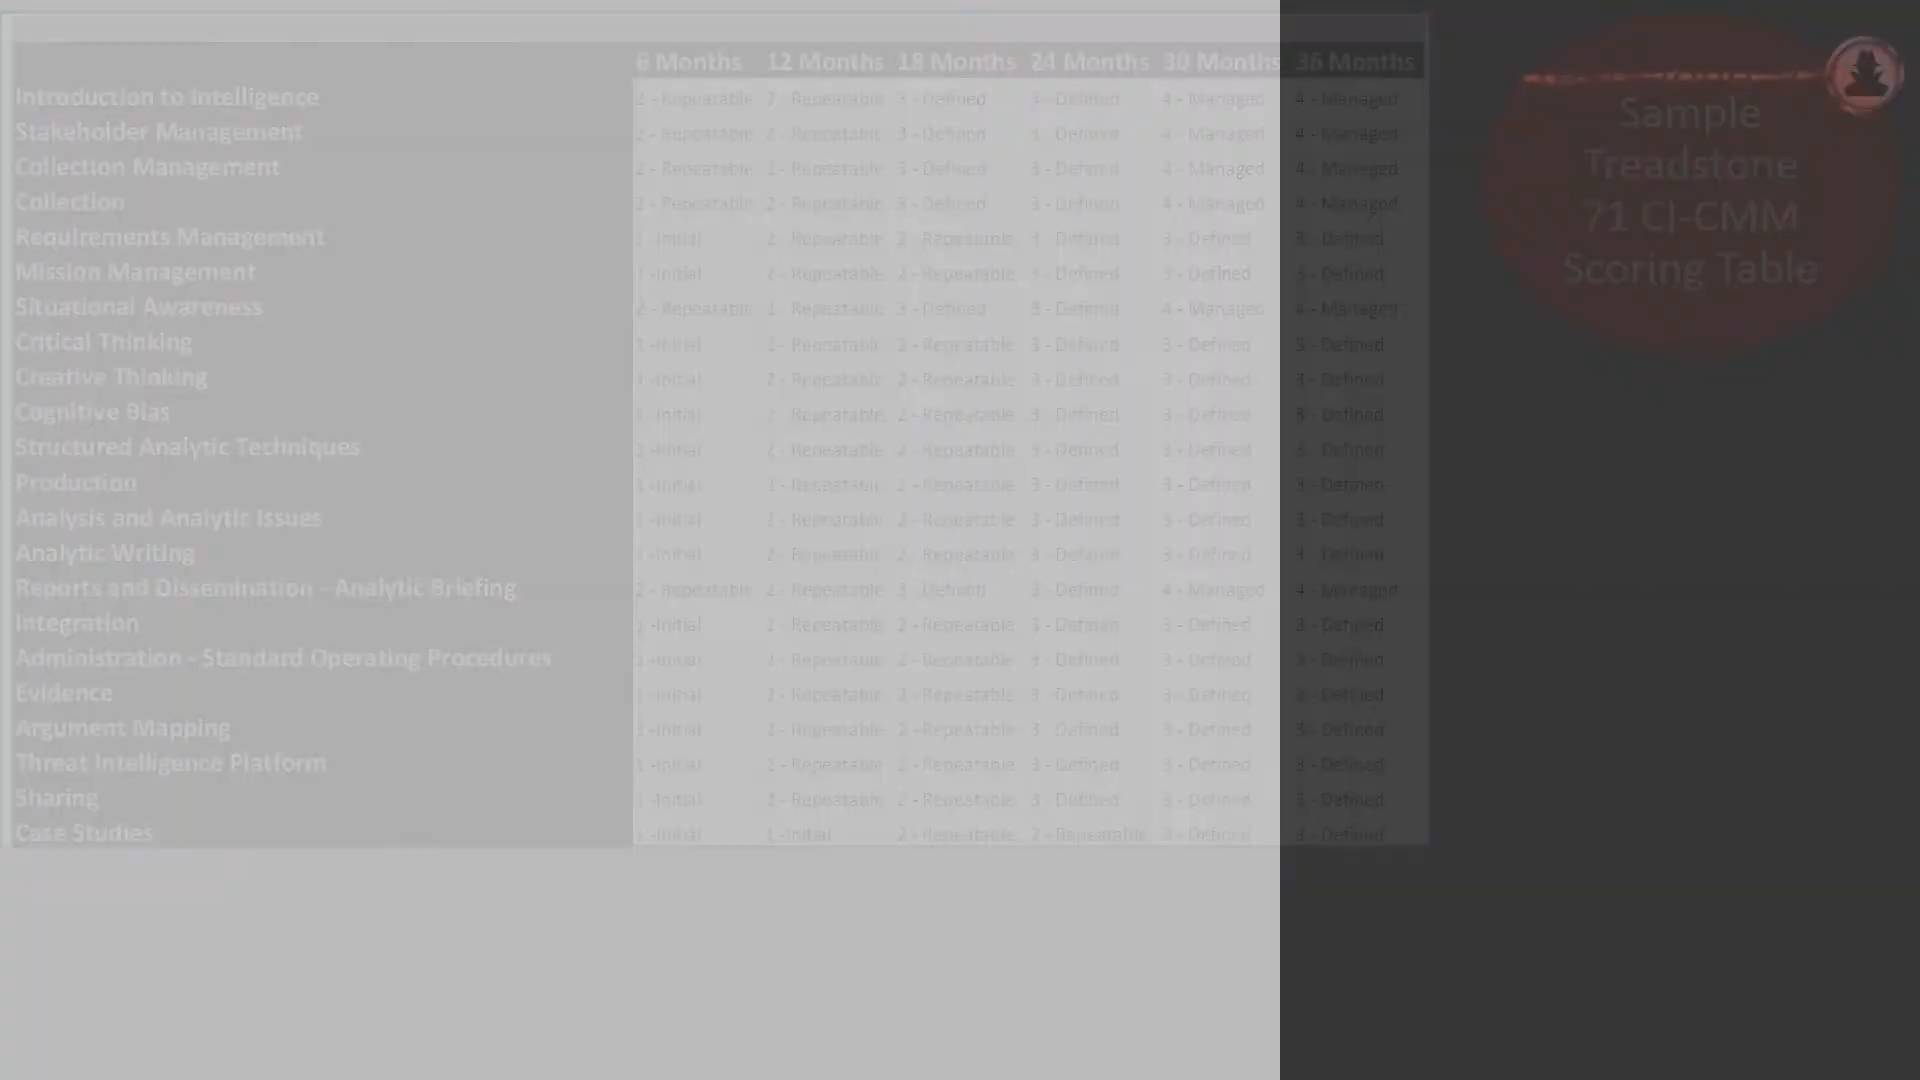 6 Months 12 Months 18 Months 24 Months 30 Months 36 Months
Introduction to Intelligence 2 - Repeatable 2 - Repeatable 3 - Defined 3 - Defined 4 - Managed 4 - Managed
Stakeholder Management 2 - Repeatable 2 - Repeatable 3 - Defined 3 - Defined 4 - Managed 4 - Managed
Collection Management 2 - Repeatable 2 - Repeatable 3 - Defined 3 - Defined 4 - Managed 4 - Managed
Collection 2 - Repeatable 2 - Repeatable 3 - Defined 3 - Defined 4 - Managed 4 - Managed
Requirements Management 1 -Initial 2 - Repeatable 2 - Repeatable 3 - Defined 3 - Defined 3 - Defined
Mission Management 1 -Initial 2 - Repeatable 2 - Repeatable 3 - Defined 3 - Defined 3 - Defined
Situational Awareness 2 - Repeatable 2 - Repeatable 3 - Defined 3 - Defined 4 - Managed 4 - Managed
Critical Thinking 1 -Initial 2 - Repeatable 2 - Repeatable 3 - Defined 3 - Defined 3 - Defined
Creative Thinking 1 -Initial 2 - Repeatable 2 - Repeatable 3 - Defined 3 - Defined 3 - Defined
Cognitive Bias 1 -Initial 2 - Repeatable 2 - Repeatable 3 - Defined 3 - Defined 3 - Defined
Structured Analytic Techniques 1 -Initial 2 - Repeatable 2 - Repeatable 3 - Defined 3 - Defined 3 - Defined
Production 1 -Initial 2 - Repeatable 2 - Repeatable 3 - Defined 3 - Defined 3 - Defined
Analysis and Analytic Issues 1 -Initial 2 - Repeatable 2 - Repeatable 3 - Defined 3 - Defined 3 - Defined
Analytic Writing 1 -Initial 2 - Repeatable 2 - Repeatable 3 - Defined 3 - Defined 3 - Defined
Reports and Dissemination - Analytic Briefing 2 - Repeatable 2 - Repeatable 3 - Defined 3 - Defined 4 - Managed 4 - Managed
Integration 1 -Initial 2 - Repeatable 2 - Repeatable 3 - Defined 3 - Defined 3 - Defined
Administration - Standard Operating Procedures 1 -Initial 2 - Repeatable 2 - Repeatable 3 - Defined 3 - Defined 3 - Defined
Evidence 1 -Initial 2 - Repeatable 2 - Repeatable 3 - Defined 3 - Defined 3 - Defined
Argument Mapping 1 -Initial 2 - Repeatable 2 - Repeatable 3 - Defined 3 - Defined 3 - Defined
Threat Intelligence Platform 1 -Initial 2 - Repeatable 2 - Repeatable 3 - Defined 3 - Defined 3 - Defined
Sharing 1 -Initial 2 - Repeatable 2 - Repeatable 3 - Defined 3 - Defined 3 - Defined
Case Studies 1 -Initial 1 -Initial 2 - Repeatable 2 - Repeatable 3 - Defined 3 - Defined
Sample
Treadstone
71 CI-CMM
Scoring Table